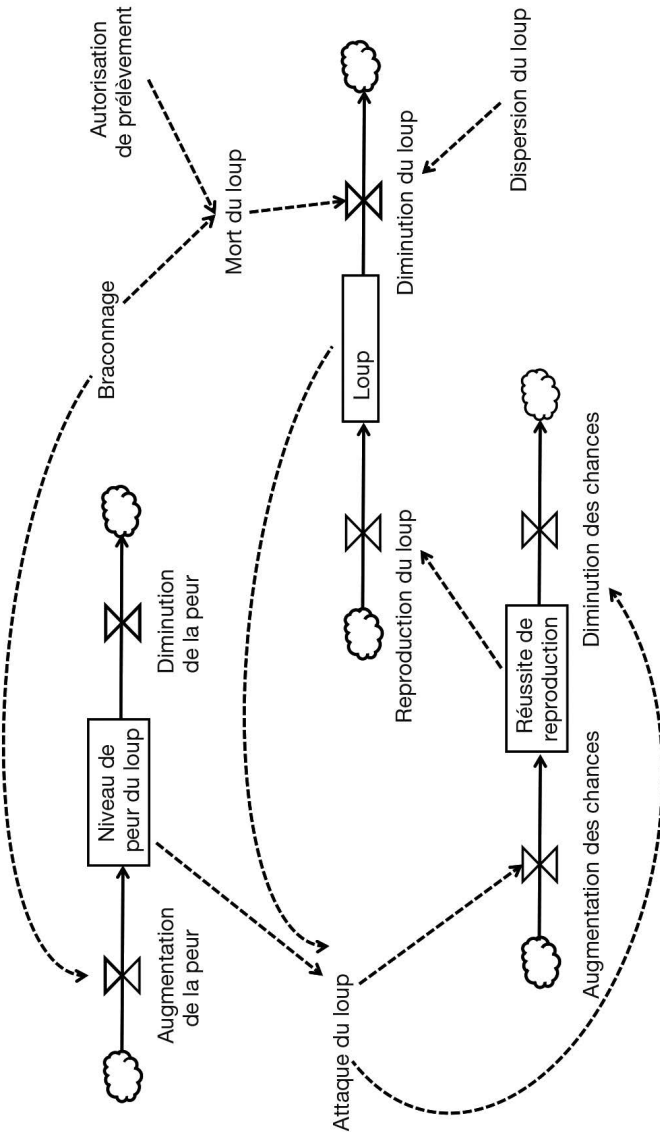 Braconnage
Autorisation
de prélèvement
Mort du loup
Niveau de
peur du loup
Augmentation
de la peur
Diminution
de la peur
Loup
Reproduction du loup
Diminution du loup
Dispersion du loup
Attaque du loup
Réussite de
reproduction
Augmentation des chances
Diminution des chances